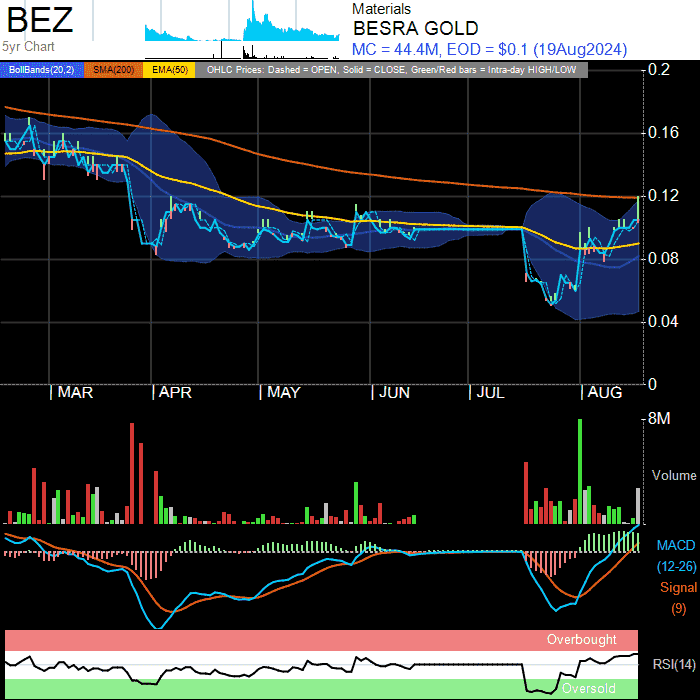 BEZ
5yr Chart
Materials
BESRA GOLD
MC = 44.4M, EOD = $0.1 (19Aug2024)
BollBands(20,2) SMA(200) EMA(50) OHLC Prices: Dashed = OPEN, Solid = CLOSE, Green/Red bars = Intra-day HIGH/LOW
0.2
0.16
0.12
0.08
0.04
0
MAR APR MAY JUN JUL AUG
8M
Volume
MACD
(12-26)
Signal
(9)
Overbought
RSI(14)
Oversold